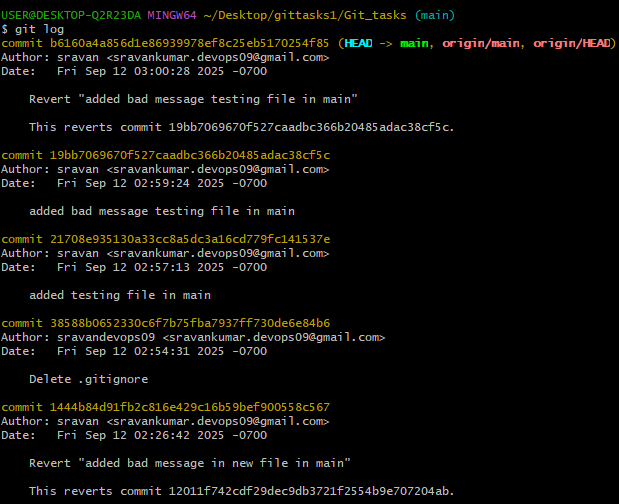 USER@DESKTOP-Q2R23DA MINGW64 ~/Desktop/gittasks1/Git_tasks (main)
$ git log
commit b6160a4a856d1e86939978ef8c25eb5170254f85 (HEAD -> main, origin/main, origin/HEAD)
Author: sravan <sravankumar.devops09@gmail.com>
Date:   Fri Sep 12 03:00:28 2025 -0700
Revert "added bad message testing file in main"
This reverts commit 19bb7069670f527caadbc366b20485adac38cf5c.
commit 19bb7069670f527caadbc366b20485adac38cf5c
Author: sravan <sravankumar.devops09@gmail.com>
Date:   Fri Sep 12 02:59:24 2025 -0700
added bad message testing file in main
commit 21708e935130a33cc8a5dc3a16cd779fc141537e
Author: sravan <sravankumar.devops09@gmail.com>
Date:   Fri Sep 12 02:57:13 2025 -0700
added testing file in main
commit 38588b0652330c6f7b75fba7937ff730de6e84b6
Author: sravandevops09 <sravankumar.devops09@gmail.com>
Date:   Fri Sep 12 02:54:31 2025 -0700
Delete .gitignore
commit 1444b84d91fb2c816e429c16b59bef900558c567
Author: sravan <sravankumar.devops09@gmail.com>
Date:   Fri Sep 12 02:26:42 2025 -0700
Revert "added bad message in new file in main"
This reverts commit 12011f742cdf29dec9db3721f2554b9e707204ab.